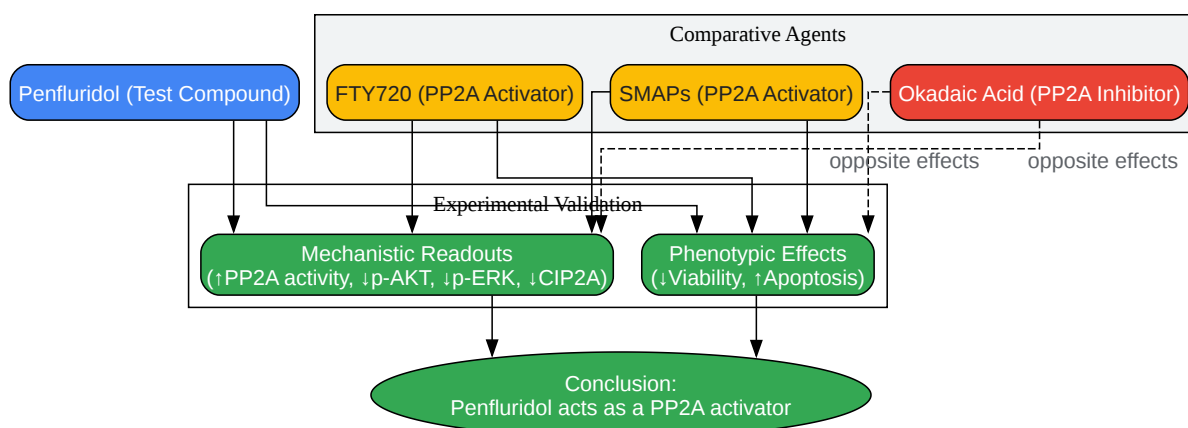 Comparative Agents
Penfluridol (Test Compound)
FTY720 (PP2A Activator)
SMAPs (PP2A Activator)
Okadaic Acid (PP2A Inhibitor)
opposite effects
opposite effects
Experimental Validation
Mechanistic Readouts
(↑PP2A activity, ↓p-AKT, ↓p-ERK, ↓CIP2A)
Phenotypic Effects
(↓Viability, ↑Apoptosis)
Conclusion:
Penfluridol acts as a PP2A activator